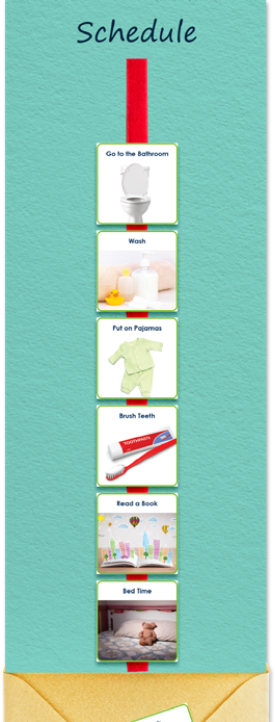 Schedule
Go to the Bathroom
Wash
Put on Pajamas
Brush Teeth
TOOTHPASTE
Read a Book
Bed Time